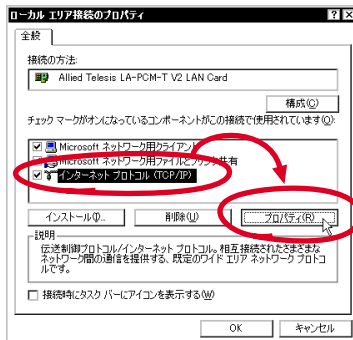 ローカル エリア接続のプロパティ
全般
接続の方法:
Allied Telesis LA-PCM-T V2 LAN Card
構成(C)
チェック マークがオンになっているコンポーネントがこの接続で使用されています(O):
Microsoft ネットワーク用クライアント
Microsoft ネットワーク用ファイルとプリンタ共有
インターネット プロトコル (TCP/IP)
インストール(I)... 削除(U) プロパティ(R)
説明
伝送制御プロトコル/インターネット プロトコル。相互接続されたさまざまな
ネットワーク間の通信を提供する、既定のワイド エリア ネットワーク プロトコ
ルです。
接続時にタスク バーにアイコンを表示する(W)
OK キャンセル